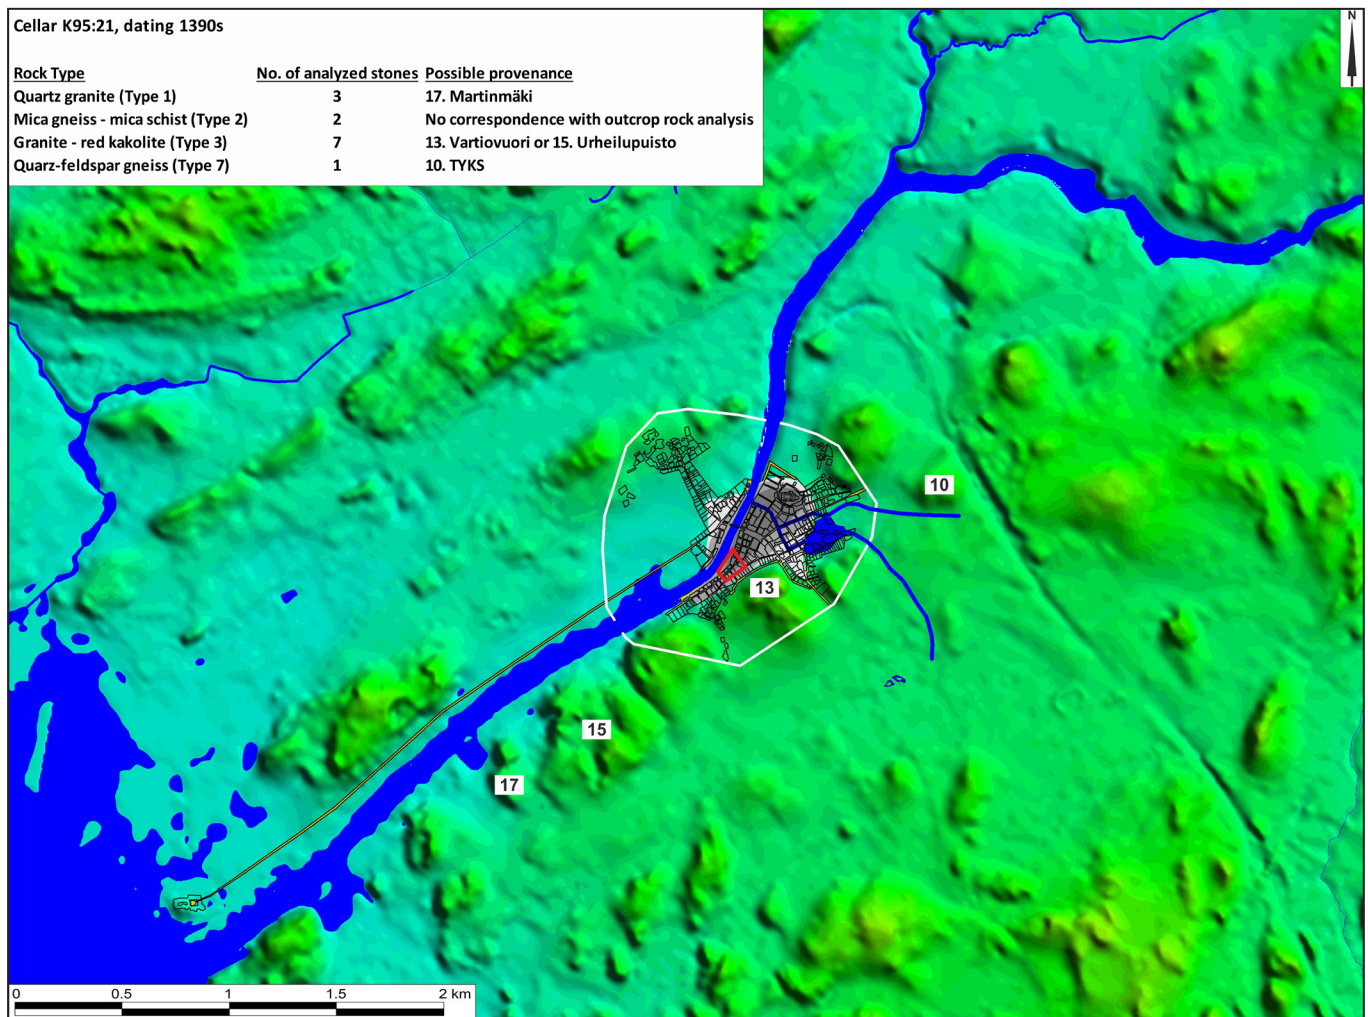 Cellar K95:21, dating 1390s
Rock Type No. of analyzed stones Possible provenance
Quartz granite (Type 1) 3 17. Martinmäki
Mica gneiss - mica schist (Type 2) 2 No correspondence with outcrop rock analysis
Granite - red kakolite (Type 3) 7 13. Vartiovuori or 15. Urheilupuisto
Quarz-feldspar gneiss (Type 7) 1 10. TYKS
N
10
13
15
17
0 0.5 1 1.5 2 km